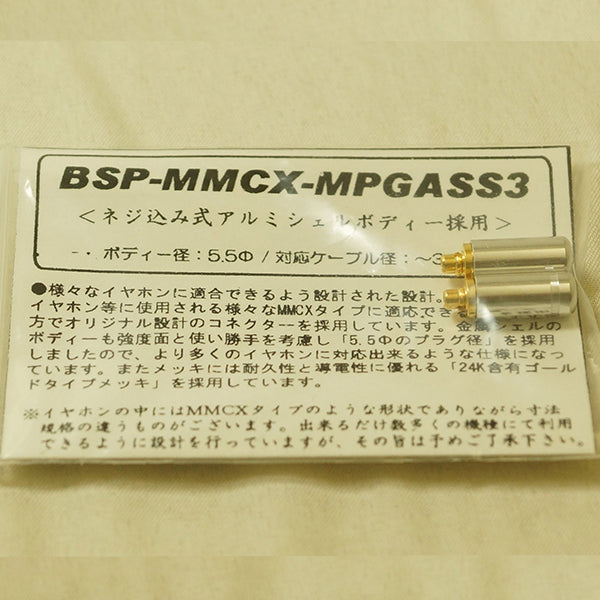 BSP-MMCX-MPGASS3
＜ネジ込み式アルミシェルボディー採用＞
-・ボディー径：5.5Φ / 対応ケーブル径：～3
●様々なイヤホンに適合できるよう設計された設計。
イヤホン等に使用される様々なMMCXタイプに適応できる
方でオリジナル設計のコネクターを採用しています。金属シェルの
ボディーも強度面と使い勝手を考慮し「5.5Φのプラグ径」を採用
しましたので、より多くのイヤホンに対応出来るような仕様になっ
ています。またメッキには耐久性と導電性に優れる「24K含有ゴール
ドタイプメッキ」を採用しています。
※イヤホンの中にはMMCXタイプのような形状でありながら寸法
規格の違うものがございます。出来るだけ数多くの機種にて利用
できるように設計を行っていますが、その旨は予めご了承下さい。